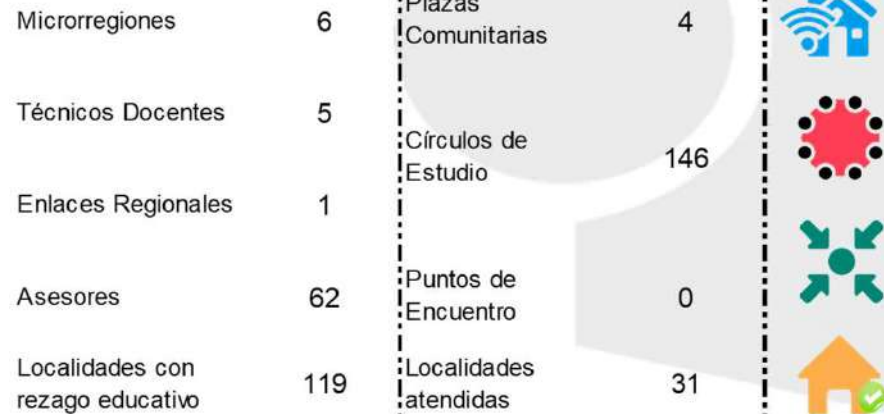 Microrregiones 6
Plazas
Comunitarias 4
Técnicos Docentes 5
Círculos de
Estudio 146
Enlaces Regionales 1
Asesores 62
Puntos de
Encuentro 0
Localidades con
rezago educativo 119
Localidades
atendidas 31